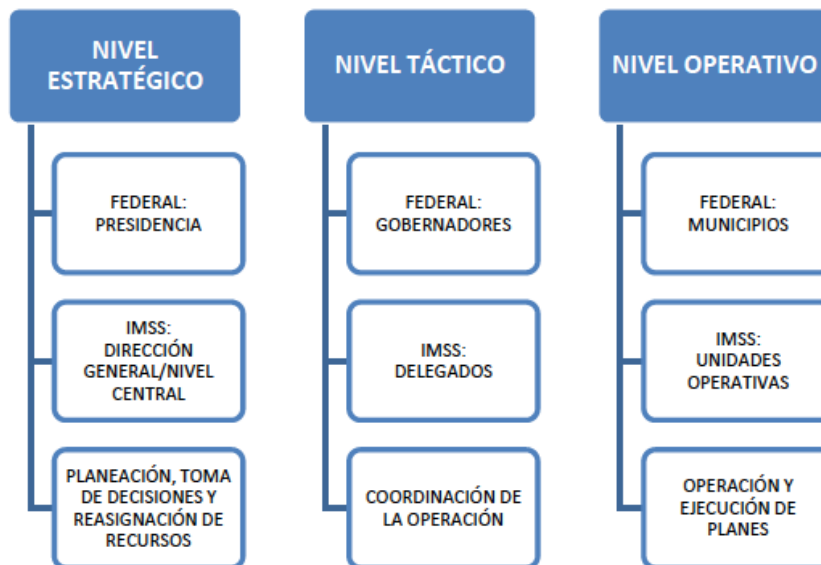 NIVEL
ESTRATÉGICO
FEDERAL:
PRESIDENCIA
IMSS:
DIRECCIÓN
GENERAL/NIVEL
CENTRAL
PLANEACIÓN, TOMA
DE DECISIONES Y
REASIGNACIÓN DE
RECURSOS
NIVEL TÁCTICO
FEDERAL:
GOBERNADORES
IMSS:
DELEGADOS
COORDINACIÓN DE
LA OPERACIÓN
NIVEL OPERATIVO
FEDERAL:
MUNICIPIOS
IMSS:
UNIDADES
OPERATIVAS
OPERACIÓN Y
EJECUCIÓN DE
PLANES